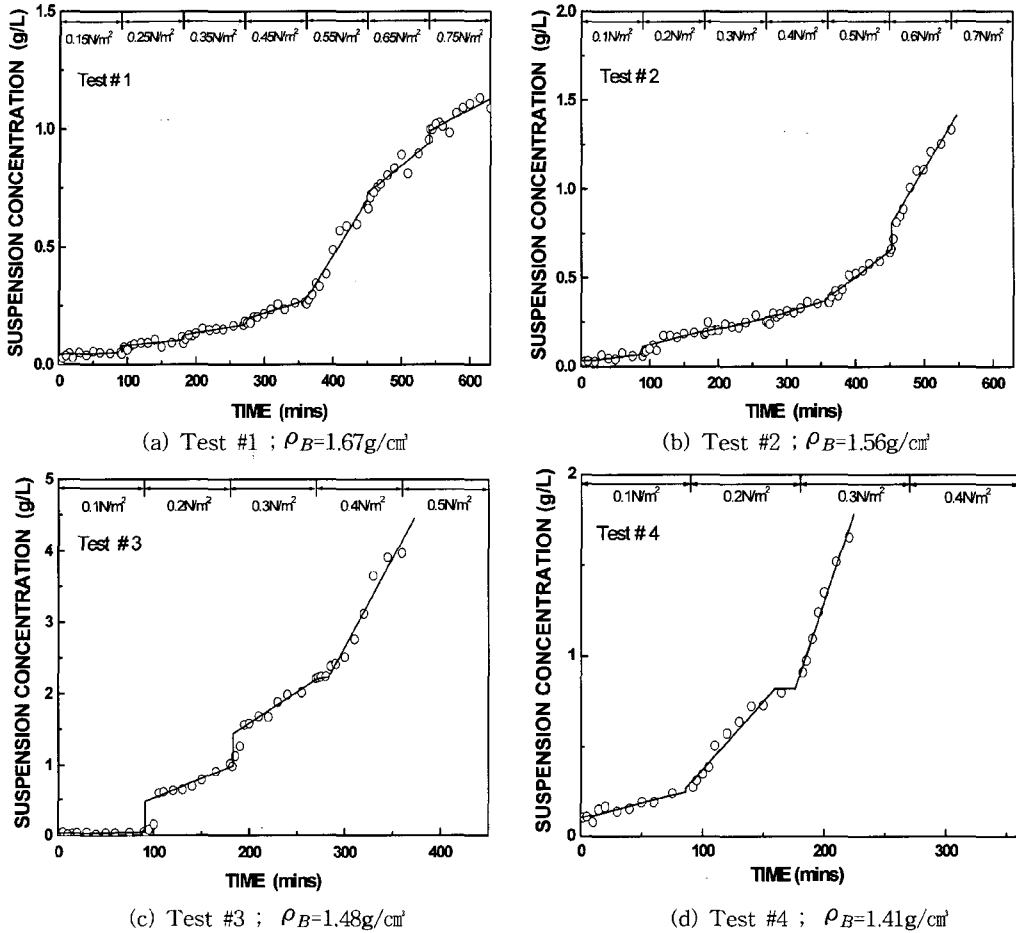 0.15N/m² 0.25N/m² 0.35N/m² 0.45N/m² 0.55N/m² 0.65N/m² 0.75N/m²
Test # 1
SUSPENSION CONCENTRATION (g/L)
1.5
1.0
0.5
0.0
0 100 200 300 400 500 600
TIME (mins)
(a) Test #1 ; ρB=1.67g/㎤
0.1N/m² 0.2N/m² 0.3N/m² 0.4N/m² 0.5N/m² 0.6N/m² 0.7N/m²
Test # 2
SUSPENSION CONCENTRATION (g/L)
2.0
1.5
1.0
0.5
0.0
0 100 200 300 400 500 600
TIME (mins)
(b) Test #2 ; ρB=1.56g/㎤
0.1N/m² 0.2N/m² 0.3N/m² 0.4N/m² 0.5N/m²
Test # 3
SUSPENSION CONCENTRATION (g/L)
5
4
3
2
1
0
0 100 200 300 400
TIME (mins)
(c) Test #3 ; ρB=1.48g/㎤
0.1N/m² 0.2N/m² 0.3N/m² 0.4N/m²
Test # 4
SUSPENSION CONCENTRATION (g/L)
2
1
0
0 100 200 300
TIME (mins)
(d) Test #4 ; ρB=1.41g/㎤